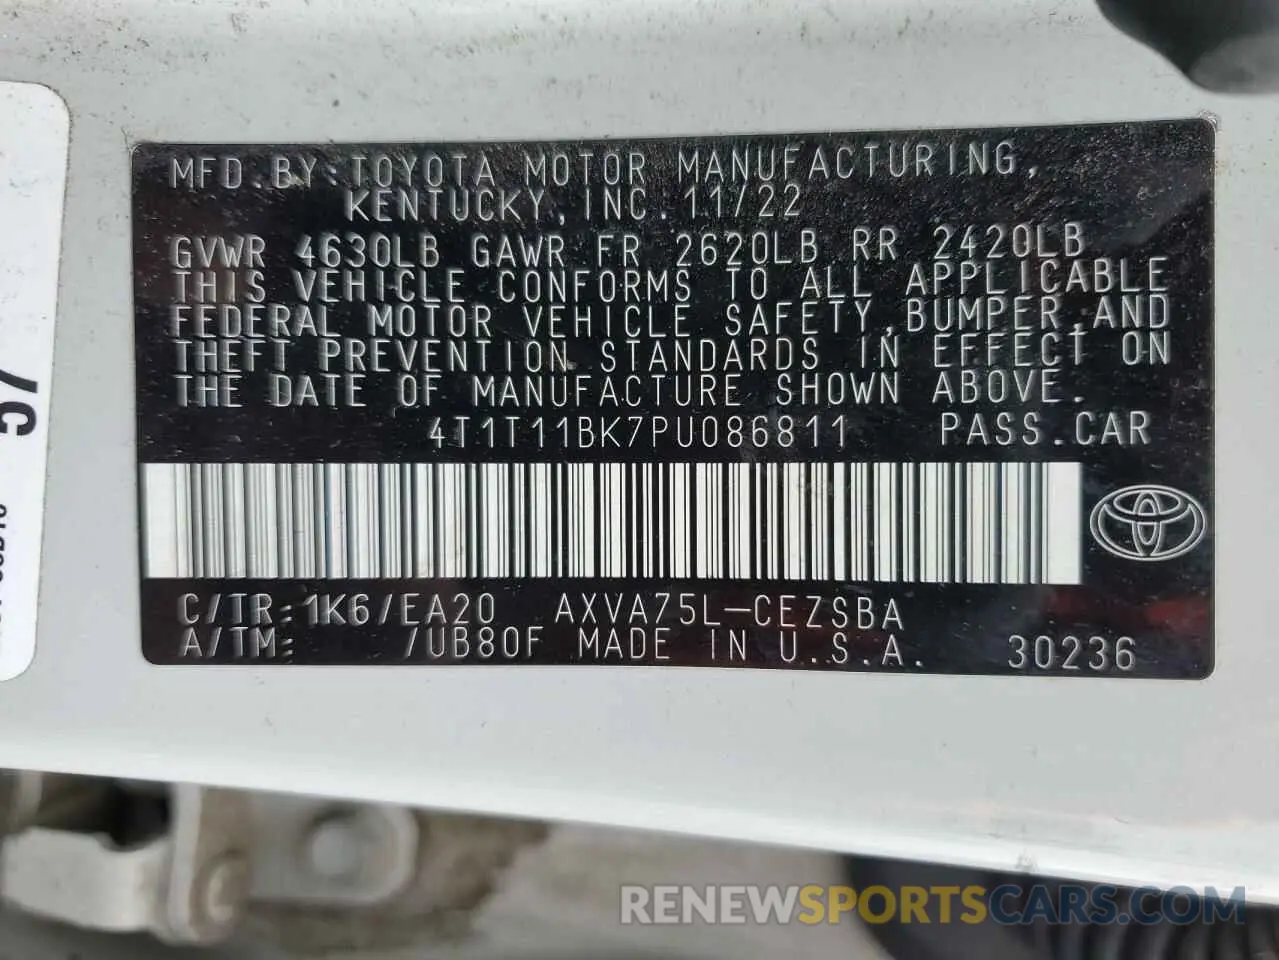 MFD.BY:TOYOTA MOTOR MANUFACTURING,
KENTUCKY,INC. 11/22
GVWR 4630LB GAWR FR 2620LB RR 2420LB
THIS VEHICLE CONFORMS TO ALL APPLICABLE
FEDERAL MOTOR VEHICLE SAFETY,BUMPER,AND
THEFT PREVENTION STANDARDS IN EFFECT ON
THE DATE OF MANUFACTURE SHOWN ABOVE.
4T1T11BK7PU086811 PASS.CAR
C/TR:1K6/EA20 AXVA75L-CEZSBA
A/TM: /UB80F MADE IN U.S.A. 30236
57
RENEWSPORTSCARS.COM